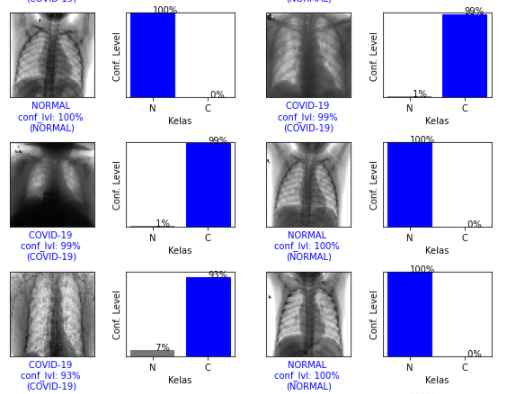 (COVID-19)
(NORMAL)
100%
0%
Conf. Level
N C
Kelas
NORMAL
conf_lvl: 100%
(NORMAL)
99%
1%
Conf. Level
N C
Kelas
COVID-19
conf_lvl: 99%
(COVID-19)
99%
1%
Conf. Level
N C
Kelas
COVID-19
conf_lvl: 99%
(COVID-19)
100%
0%
Conf. Level
N C
Kelas
NORMAL
conf_lvl: 100%
(NORMAL)
93%
7%
Conf. Level
N C
Kelas
COVID-19
conf_lvl: 93%
(COVID-19)
100%
0%
Conf. Level
N C
Kelas
NORMAL
conf_lvl: 100%
(NORMAL)